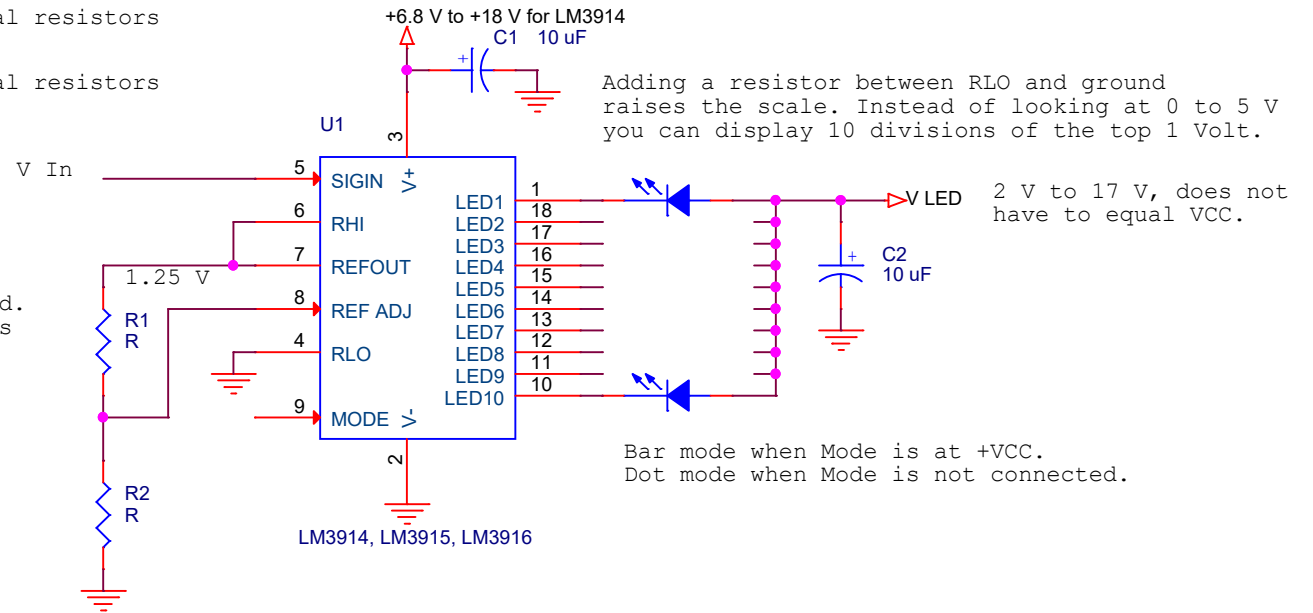 al resistors
+6.8 V to +18 V for LM3914
C1 10 uF
+
al resistors
Adding a resistor between RLO and ground
raises the scale. Instead of looking at 0 to 5 V
you can display 10 divisions of the top 1 Volt.
U1
3
V+
V In
5 SIGIN
6 RHI
7 REFOUT
1.25 V
8 REF ADJ
4 RLO
9 MODE
V-
2
LED1 1
LED2 18
LED3 17
LED4 16
LED5 15
LED6 14
LED7 13
LED8 12
LED9 11
LED10 10
V LED
2 V to 17 V, does not
have to equal VCC.
+
C2
10 uF
d.
s
R1
R
R2
R
Bar mode when Mode is at +VCC.
Dot mode when Mode is not connected.
LM3914, LM3915, LM3916